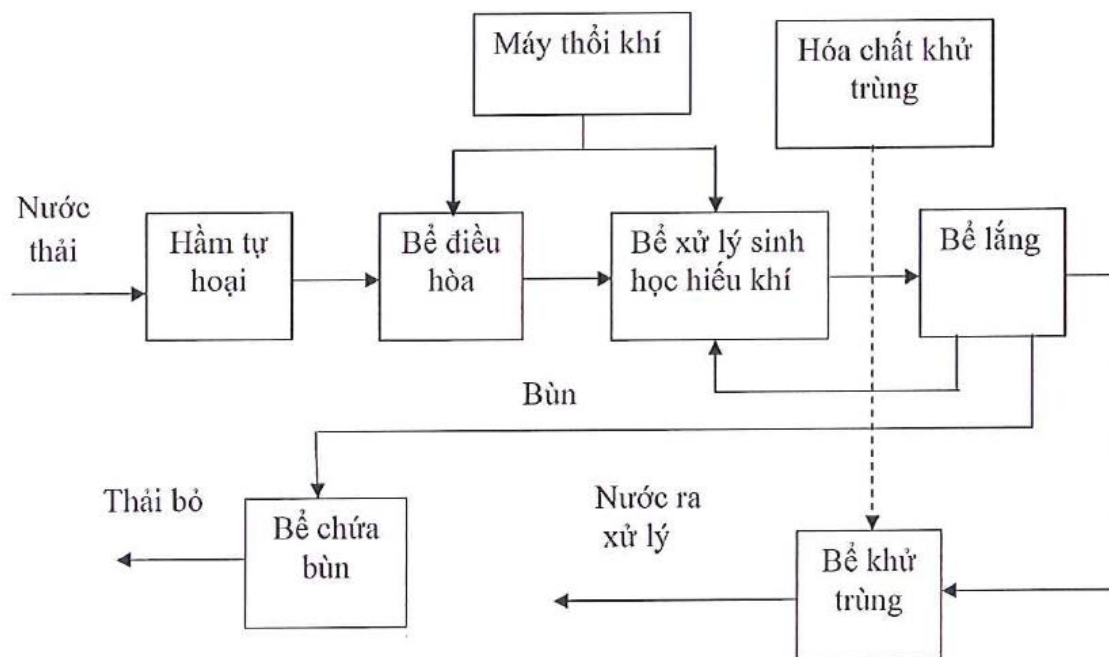 Máy thổi khí
Hóa chất khử
trùng
Nước
thải
Hầm tự
hoại
Bể điều
hòa
Bể xử lý sinh
học hiếu khí
Bể lắng
Bùn
Thải bỏ
Bể chứa
bùn
Nước ra
xử lý
Bể khử
trùng